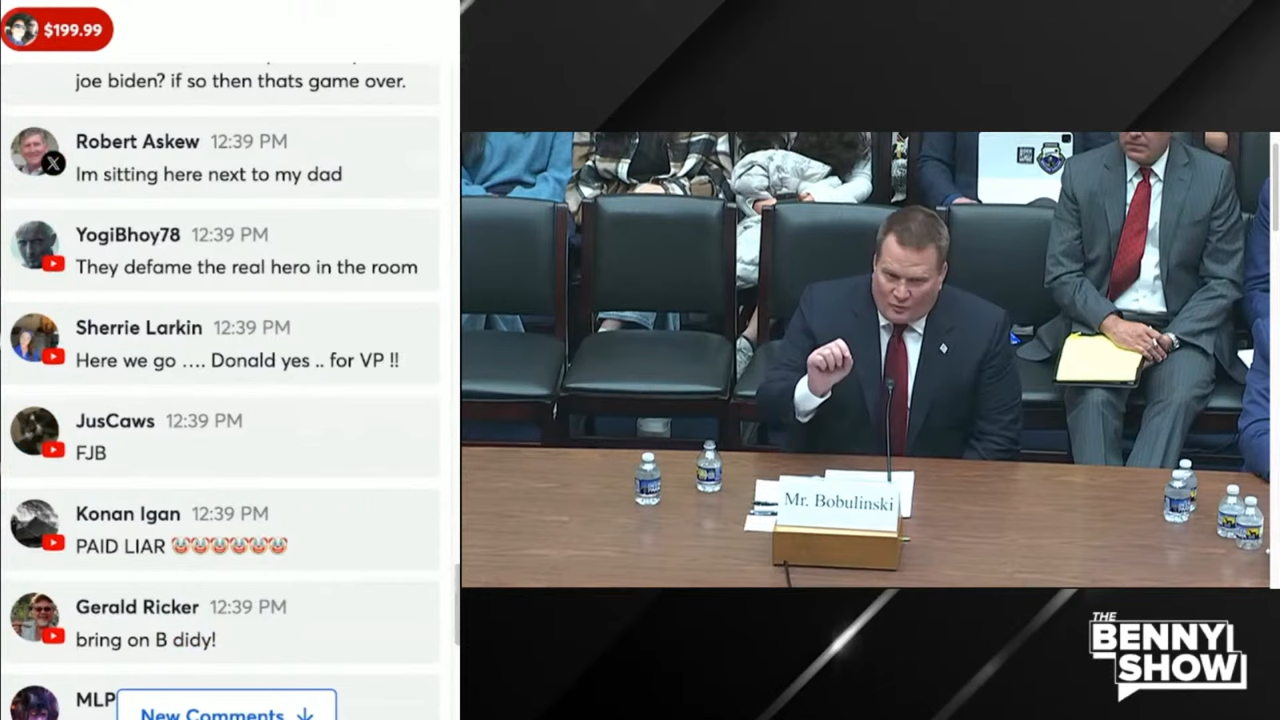 $199.99
joe biden? if so then thats game over.
Robert Askew 12:39 PM
Im sitting here next to my dad
YogiBhoy78 12:39 PM
They defame the real hero in the room
Sherrie Larkin 12:39 PM
Here we go .... Donald yes .. for VP !!
JusCaws 12:39 PM
FJB
Konan Igan 12:39 PM
PAID LIAR 🤡🤡🤡🤡🤡🤡
Gerald Ricker 12:39 PM
bring on B didy!
MLP
New Comments ↓
Mr. Bobulinski
THE
BENNY
SHOW